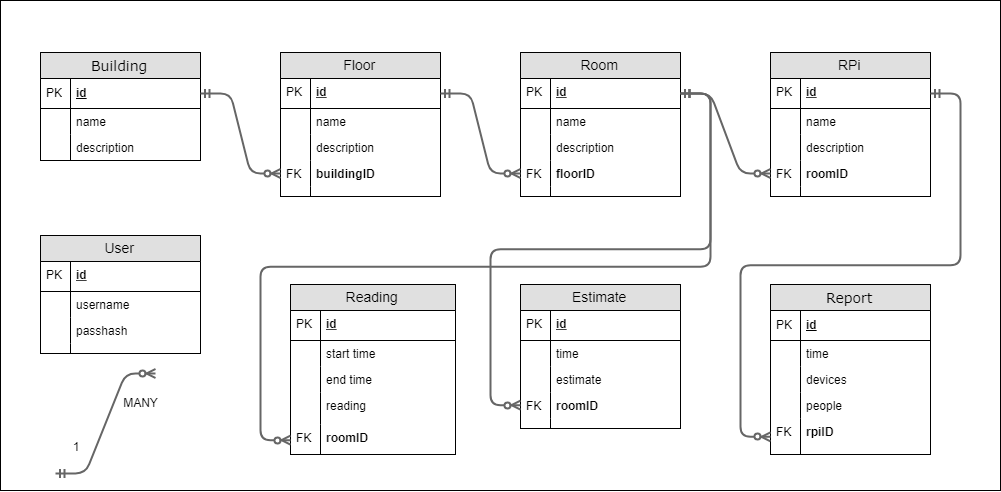 Building
PK id
name
description
Floor
PK id
name
description
FK buildingID
Room
PK id
name
description
FK floorID
RPi
PK id
name
description
FK roomID
User
PK id
username
passhash
Reading
PK id
start time
end time
reading
FK roomID
Estimate
PK id
time
estimate
FK roomID
Report
PK id
time
devices
people
FK rpiID
MANY
1